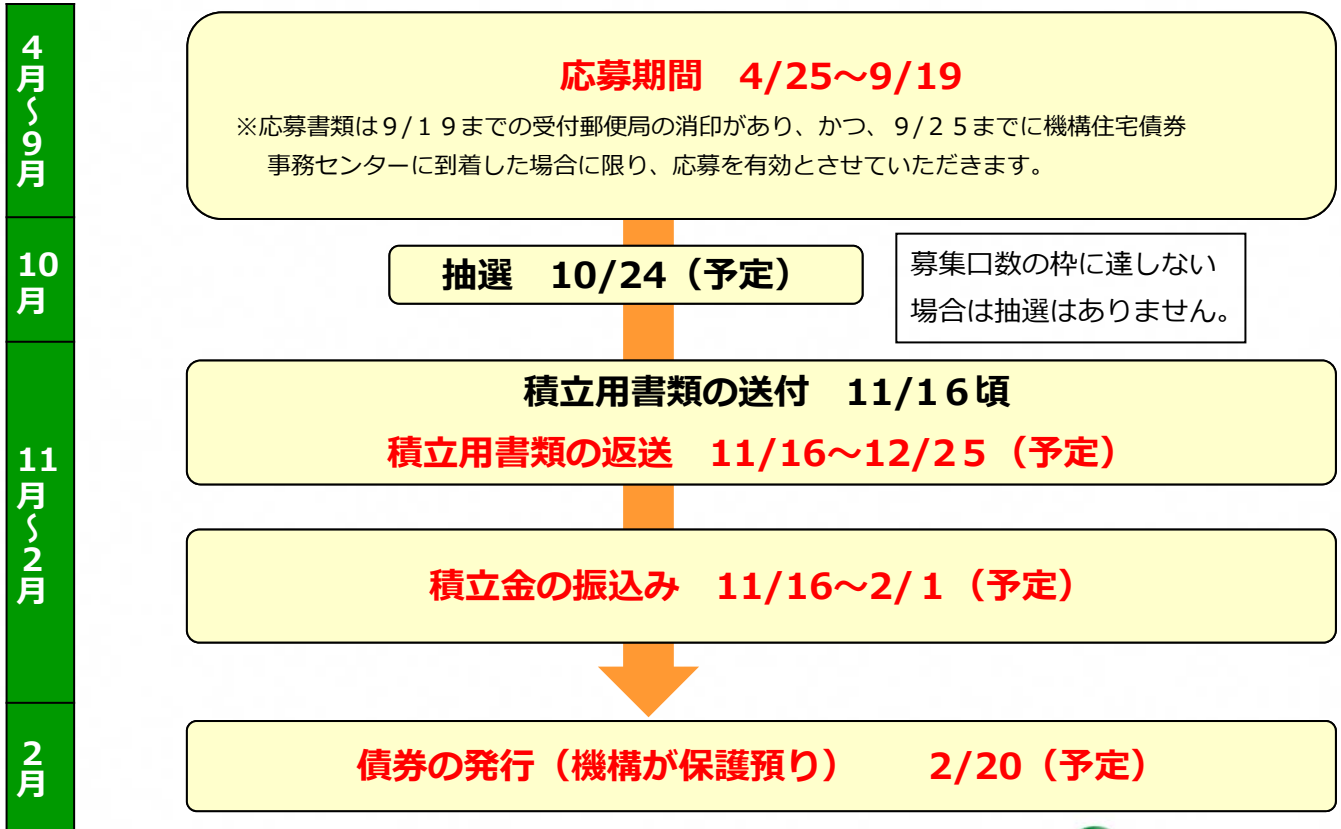 4月～9月
応募期間　4/25～9/19
※応募書類は９/１９までの受付郵便局の消印があり、かつ、９/２５までに機構住宅債券
事務センターに到着した場合に限り、応募を有効とさせていただきます。
10月
抽選　10/24（予定）
募集口数の枠に達しない
場合は抽選はありません。
11月～2月
積立用書類の送付　11/1６頃
積立用書類の返送　11/16～12/2５（予定）
積立金の振込み　11/16～2/１（予定）
2月
債券の発行（機構が保護預り）　　2/20（予定）